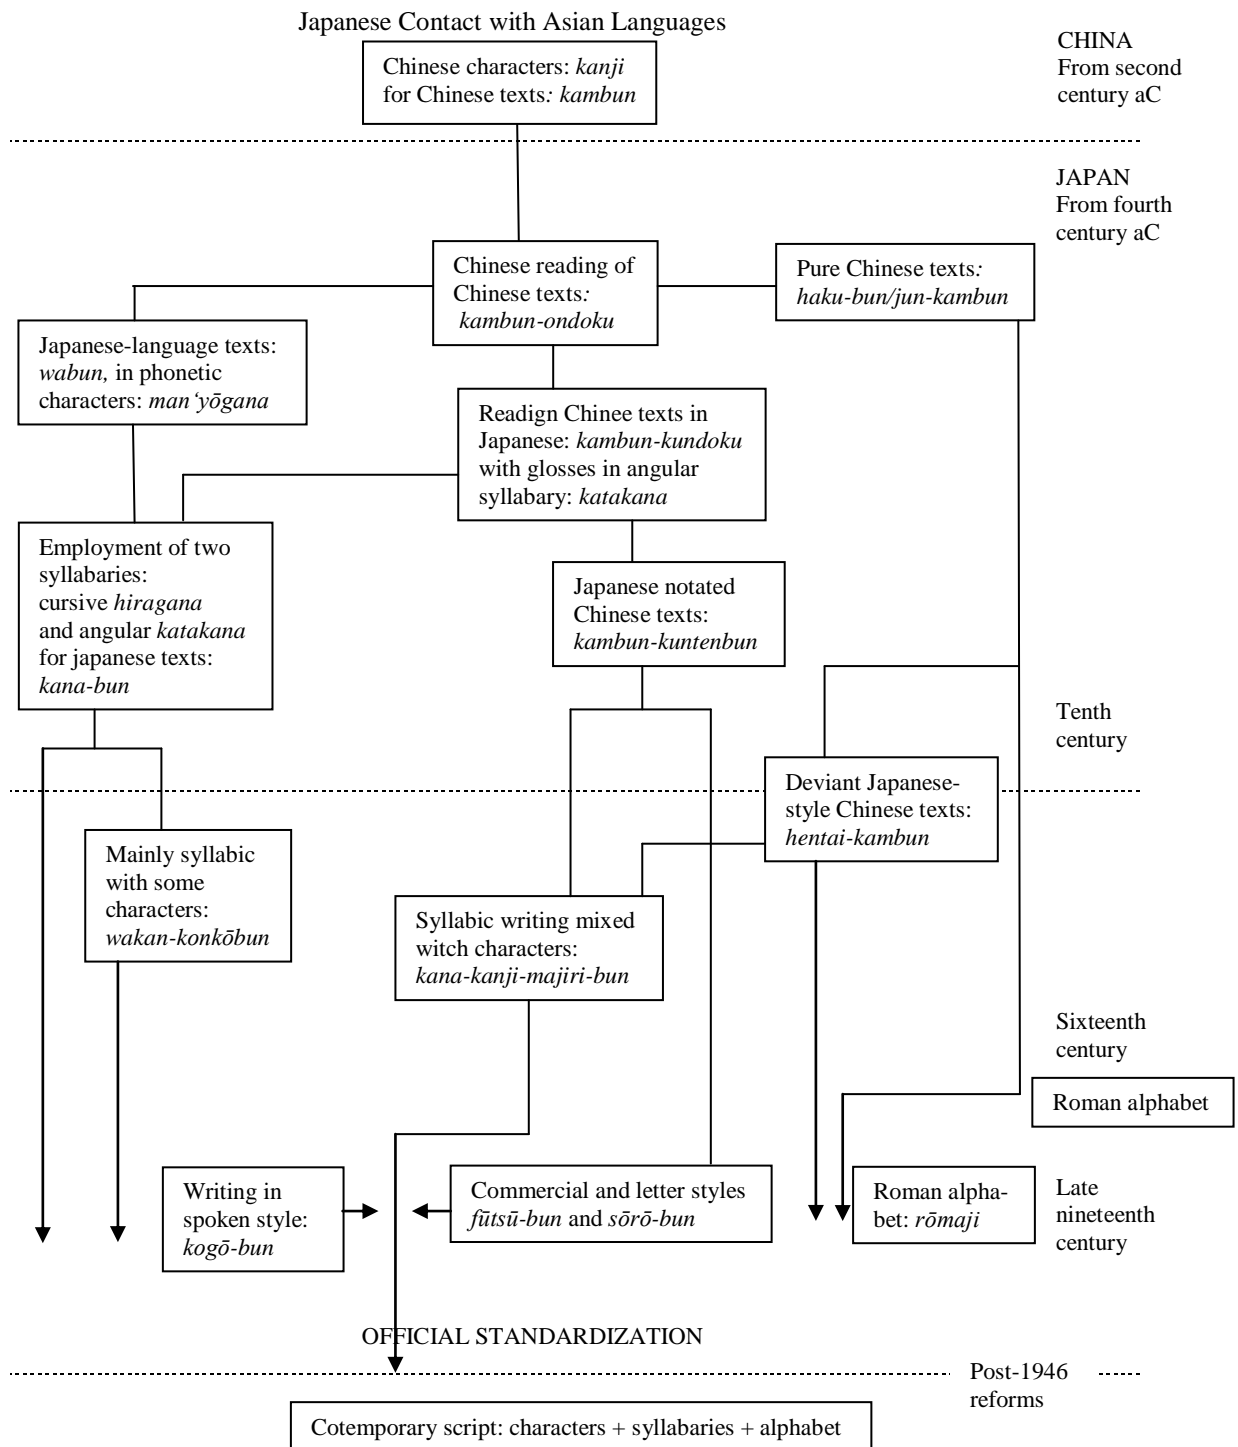 Japanese Contact with Asian Languages
Chinese characters: kanji
for Chinese texts: kambun
CHINA
From second
century aC
JAPAN
From fourth
century aC
Chinese reading of
Chinese texts:
kambun-ondoku
Pure Chinese texts:
haku-bun/jun-kambun
Japanese-language texts:
wabun, in phonetic
characters: man‘yōgana
Readign Chinee texts in
Japanese: kambun-kundoku
with glosses in angular
syllabary: katakana
Employment of two
syllabaries:
cursive hiragana
and angular katakana
for japanese texts:
kana-bun
Japanese notated
Chinese texts:
kambun-kuntenbun
Tenth
century
Deviant Japanese-
style Chinese texts:
hentai-kambun
Mainly syllabic
with some
characters:
wakan-konkōbun
Syllabic writing mixed
witch characters:
kana-kanji-majiri-bun
Sixteenth
century
Roman alphabet
Writing in
spoken style:
kogō-bun
Commercial and letter styles
fūtsū-bun and sōrō-bun
Roman alpha-
bet: rōmaji
Late
nineteenth
century
OFFICIAL STANDARDIZATION
Post-1946
reforms
Cotemporary script: characters + syllabaries + alphabet